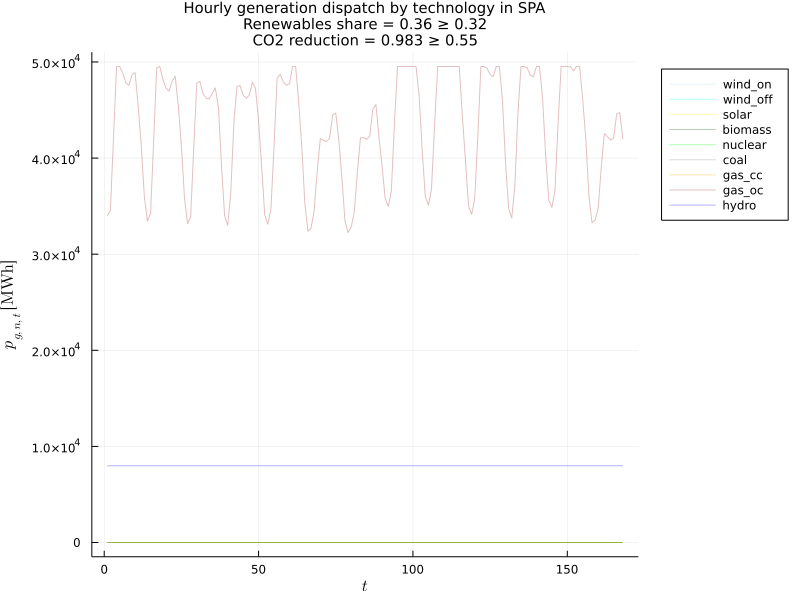 Hourly generation dispatch by technology in SPA
Renewables share = 0.36 ≥ 0.32
CO2 reduction = 0.983 ≥ 0.55
5.0×10⁴
4.0×10⁴
3.0×10⁴
2.0×10⁴
1.0×10⁴
0
p_{g,n,t} [MWh]
0 50 100 150
t
wind_on
wind_off
solar
biomass
nuclear
coal
gas_cc
gas_oc
hydro